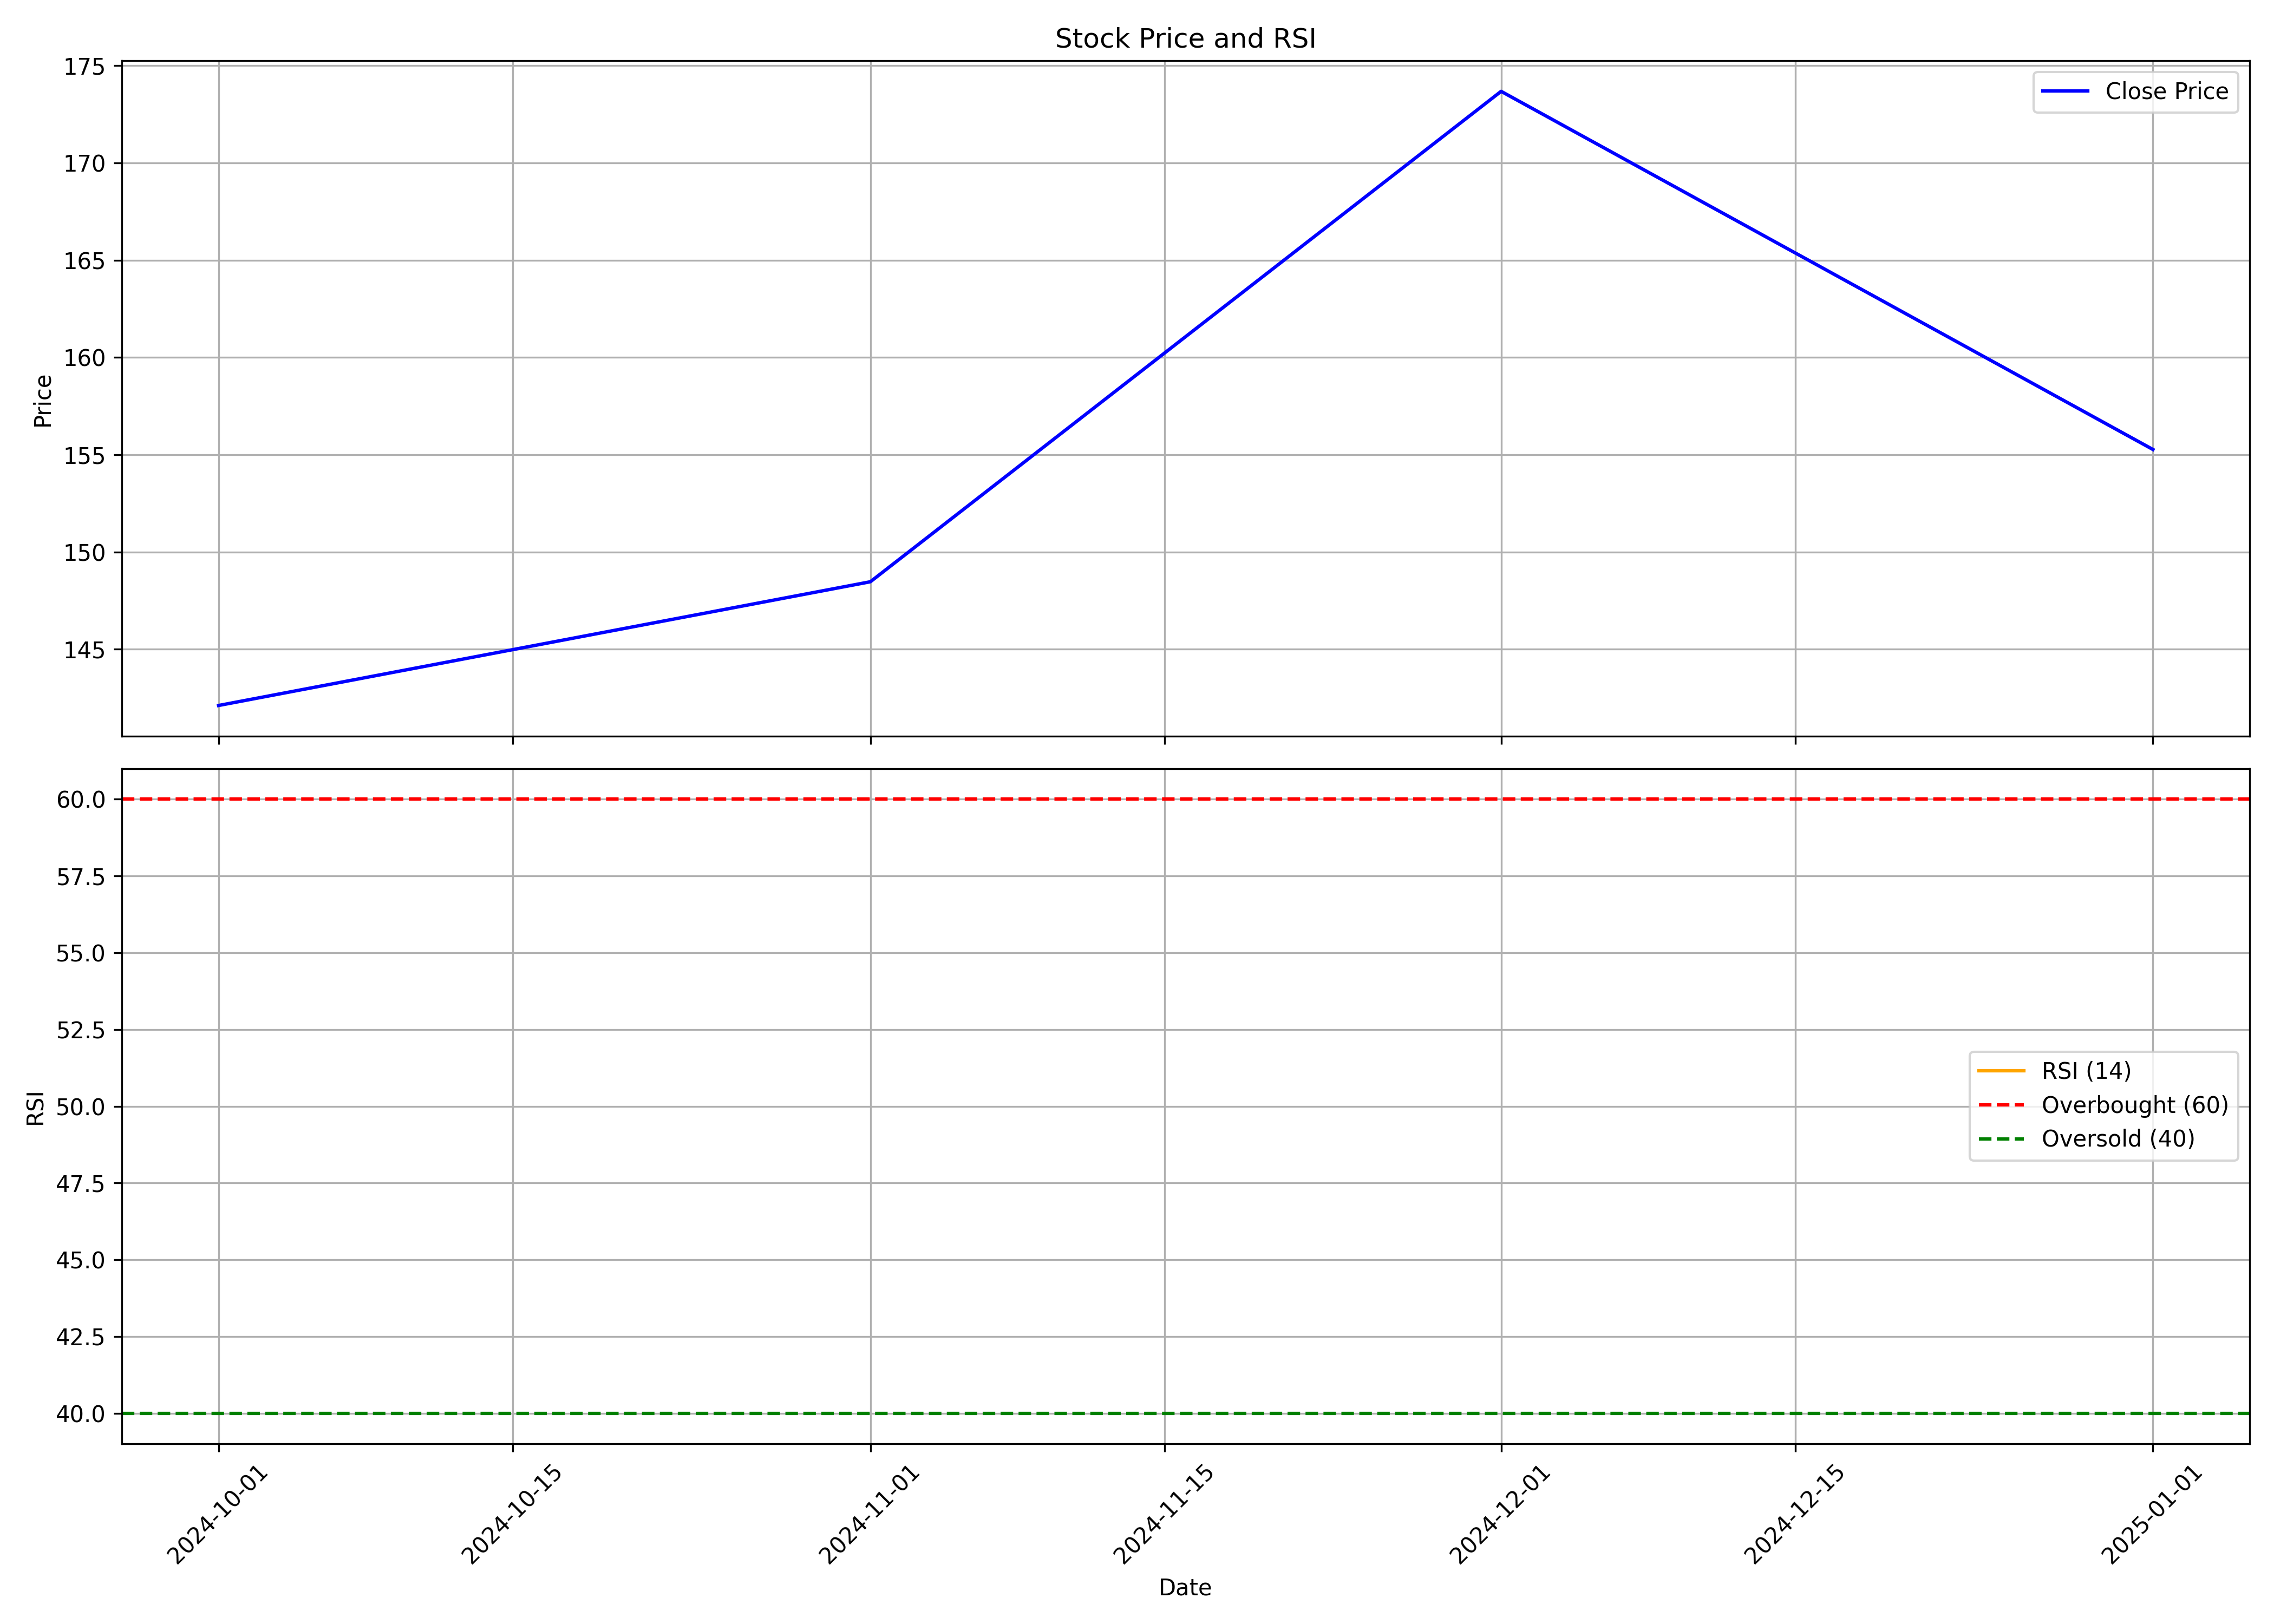 Stock Price and RSI
175
170
165
160
155
150
145
Price
Close Price
60.0
57.5
55.0
52.5
50.0
47.5
45.0
42.5
40.0
RSI
RSI (14)
Overbought (60)
Oversold (40)
2024-10-01
2024-10-15
2024-11-01
2024-11-15
2024-12-01
2024-12-15
2025-01-01
Date